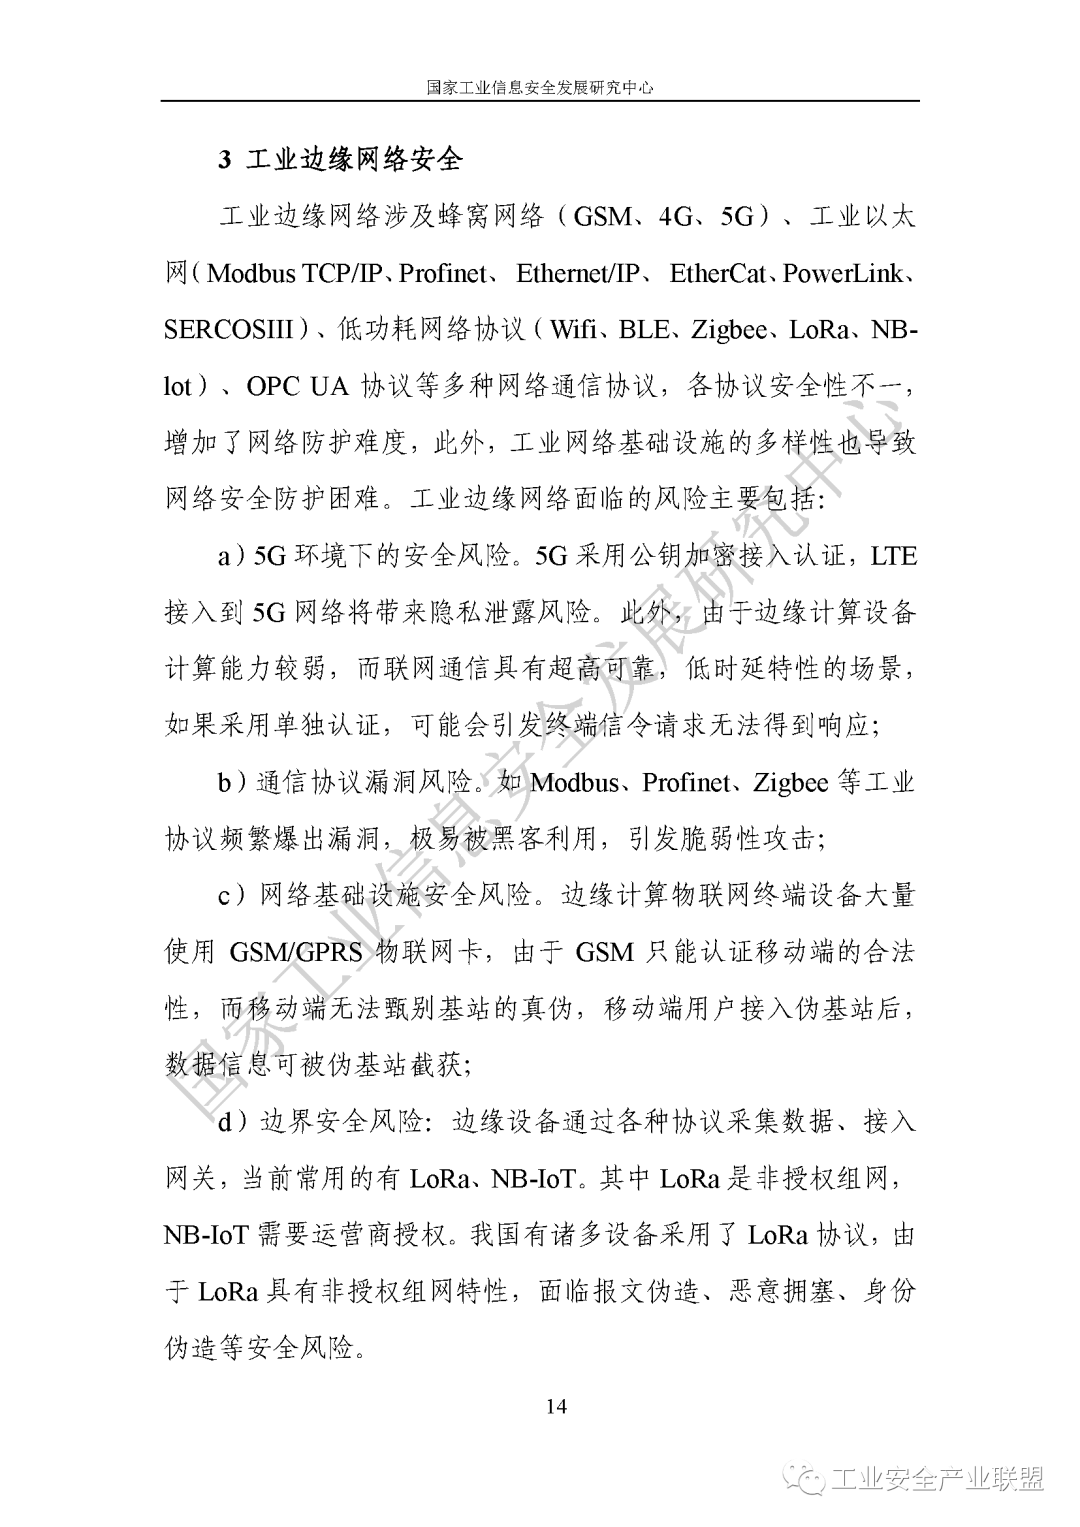 国家工业信息安全发展研究中心
3 工业边缘网络安全
工业边缘网络涉及蜂窝网络（GSM、4G、5G）、工业以太
网（Modbus TCP/IP、Profinet、 Ethernet/IP、 EtherCat、PowerLink、
SERCOSIII）、低功耗网络协议（Wifi、BLE、Zigbee、LoRa、NB-
lot）、OPC UA 协议等多种网络通信协议，各协议安全性不一，
增加了网络防护难度，此外，工业网络基础设施的多样性也导致
网络安全防护困难。工业边缘网络面临的风险主要包括：
a）5G 环境下的安全风险。5G 采用公钥加密接入认证，LTE
接入到 5G 网络将带来隐私泄露风险。此外，由于边缘计算设备
计算能力较弱，而联网通信具有超高可靠，低时延特性的场景，
如果采用单独认证，可能会引发终端信令请求无法得到响应；
b）通信协议漏洞风险。如 Modbus、Profinet、Zigbee 等工业
协议频繁爆出漏洞，极易被黑客利用，引发脆弱性攻击；
c）网络基础设施安全风险。边缘计算物联网终端设备大量
使用 GSM/GPRS 物联网卡，由于 GSM 只能认证移动端的合法
性，而移动端无法甄别基站的真伪，移动端用户接入伪基站后，
数据信息可被伪基站截获；
d）边界安全风险：边缘设备通过各种协议采集数据、接入
网关，当前常用的有 LoRa、NB-IoT。其中 LoRa 是非授权组网，
NB-IoT 需要运营商授权。我国有诸多设备采用了 LoRa 协议，由
于 LoRa 具有非授权组网特性，面临报文伪造、恶意拥塞、身份
伪造等安全风险。
国家工业信息安全发展研究中心
14
工业安全产业联盟